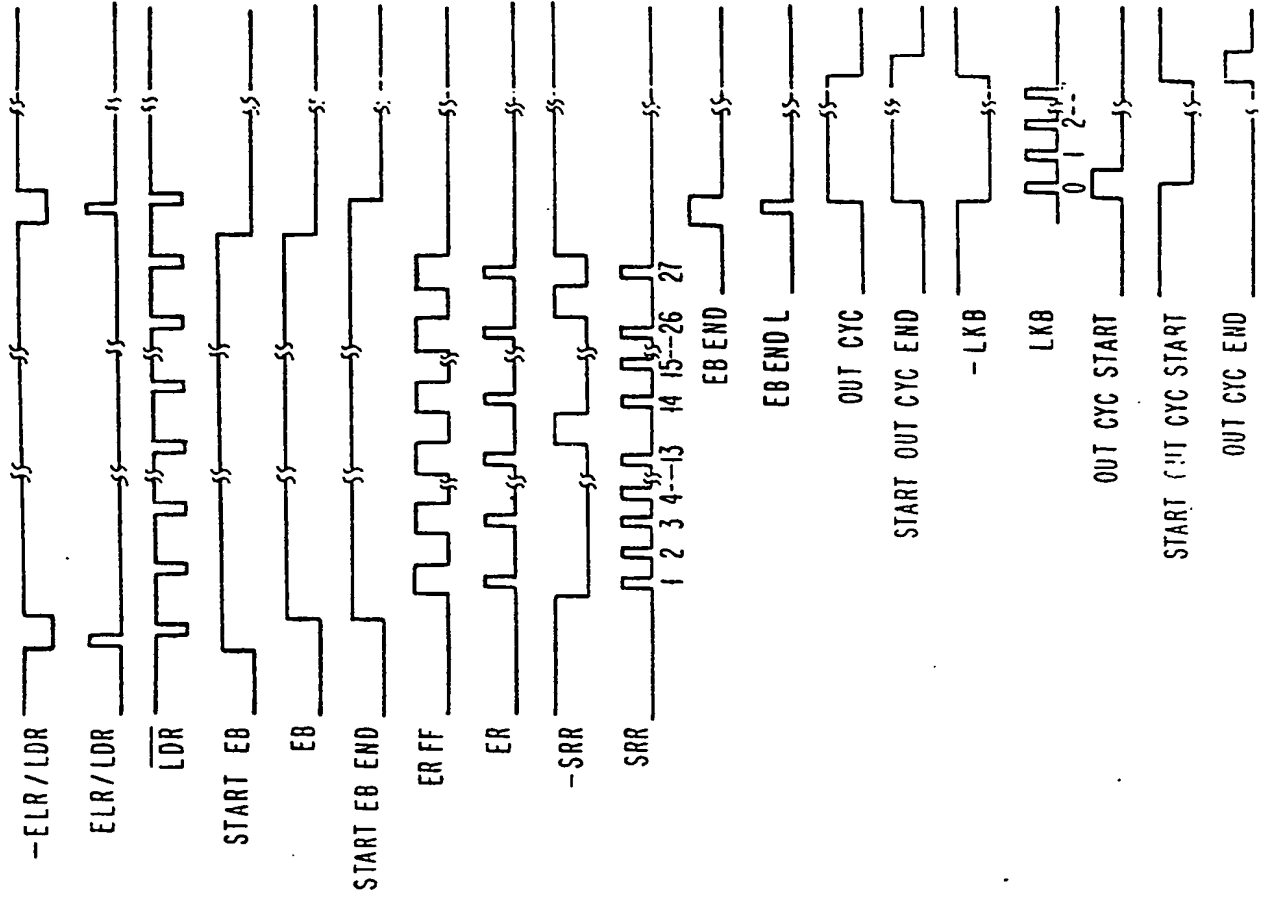 -ELR/LDR
ELR/LDR
LDR
START EB
EB
START EB END
ER FF
ER
-SRR
SRR
1 2 3 4--13 14 15--26 27
EB END
EB END L
OUT CYC
START OUT CYC END
-LKB
LKB
0 1 2--
OUT CYC START
START OUT CYC START
OUT CYC END